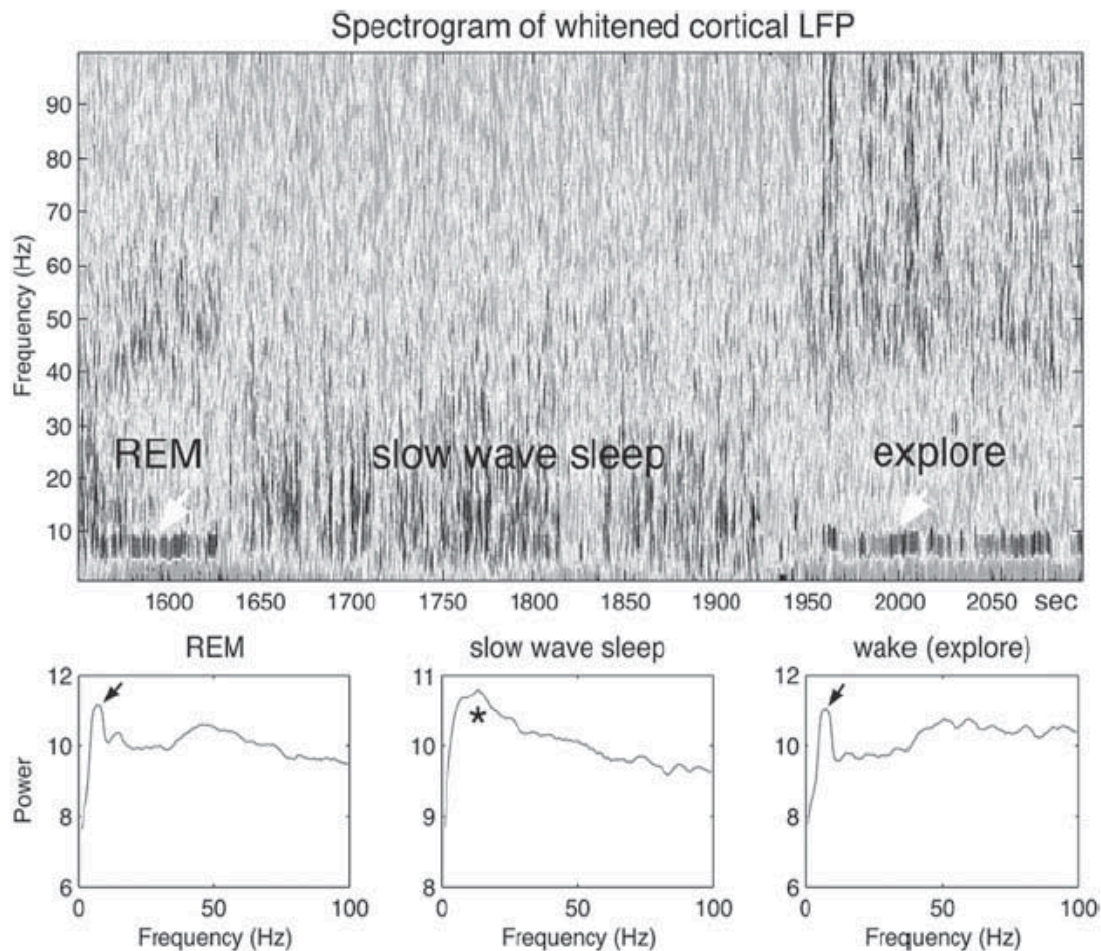 Spectrogram of whitened cortical LFP
Frequency (Hz)
90
80
70
60
50
40
30
20
10
REM
slow wave sleep
explore
1600 1650 1700 1750 1800 1850 1900 1950 2000 2050 sec
REM
slow wave sleep
wake (explore)
Power
12
10
8
6
0 50 100
Frequency (Hz)
11
10
9
8
*
0 50 100
Frequency (Hz)
12
10
8
6
0 50 100
Frequency (Hz)